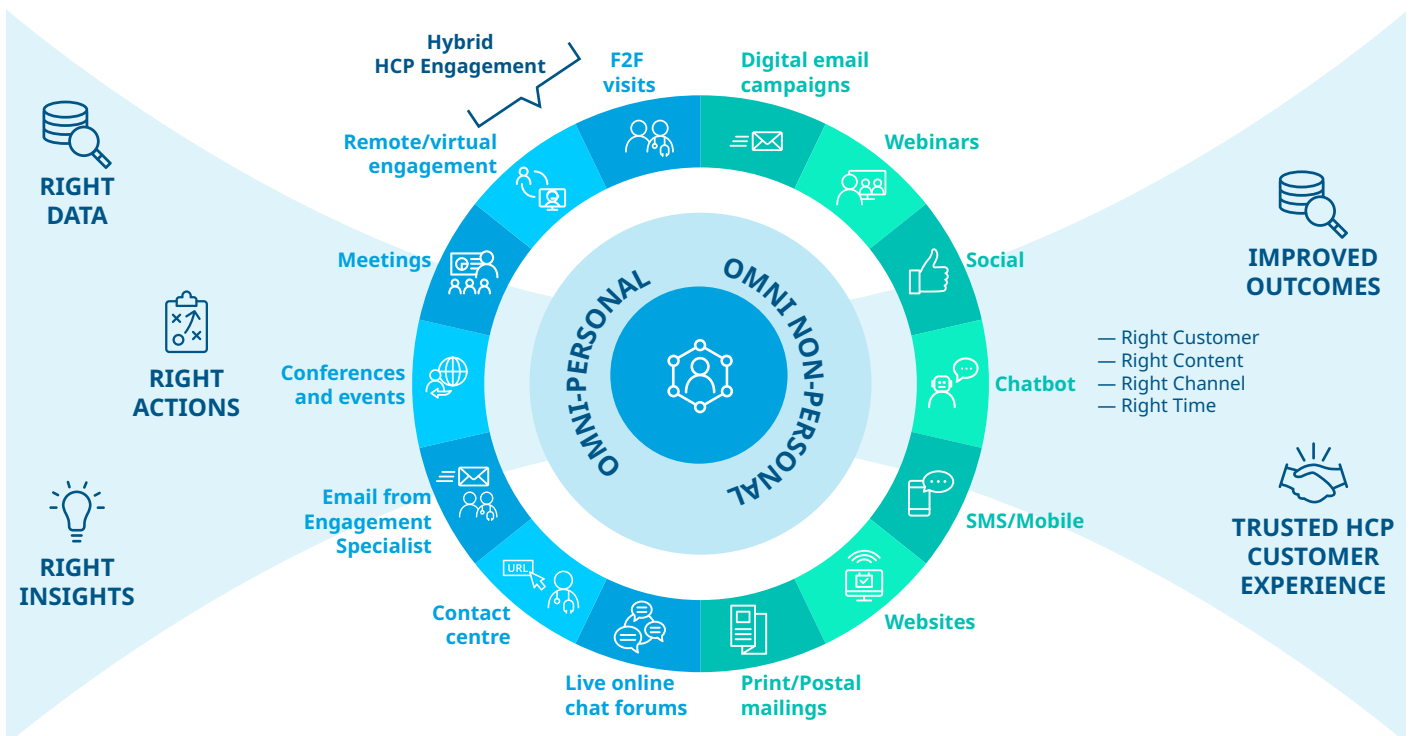 Hybrid
HCP Engagement
F2F
visits
Digital email
campaigns
Remote/virtual
engagement
Webinars
RIGHT
DATA
Meetings
Social
IMPROVED
OUTCOMES
OMNI-PERSONAL
OMNI NON-PERSONAL
RIGHT
ACTIONS
Conferences
and events
Chatbot
— Right Customer
— Right Content
— Right Channel
— Right Time
Email from
Engagement
Specialist
SMS/Mobile
RIGHT
INSIGHTS
TRUSTED HCP
CUSTOMER
EXPERIENCE
URL
Contact
centre
Websites
Live online
chat forums
Print/Postal
mailings